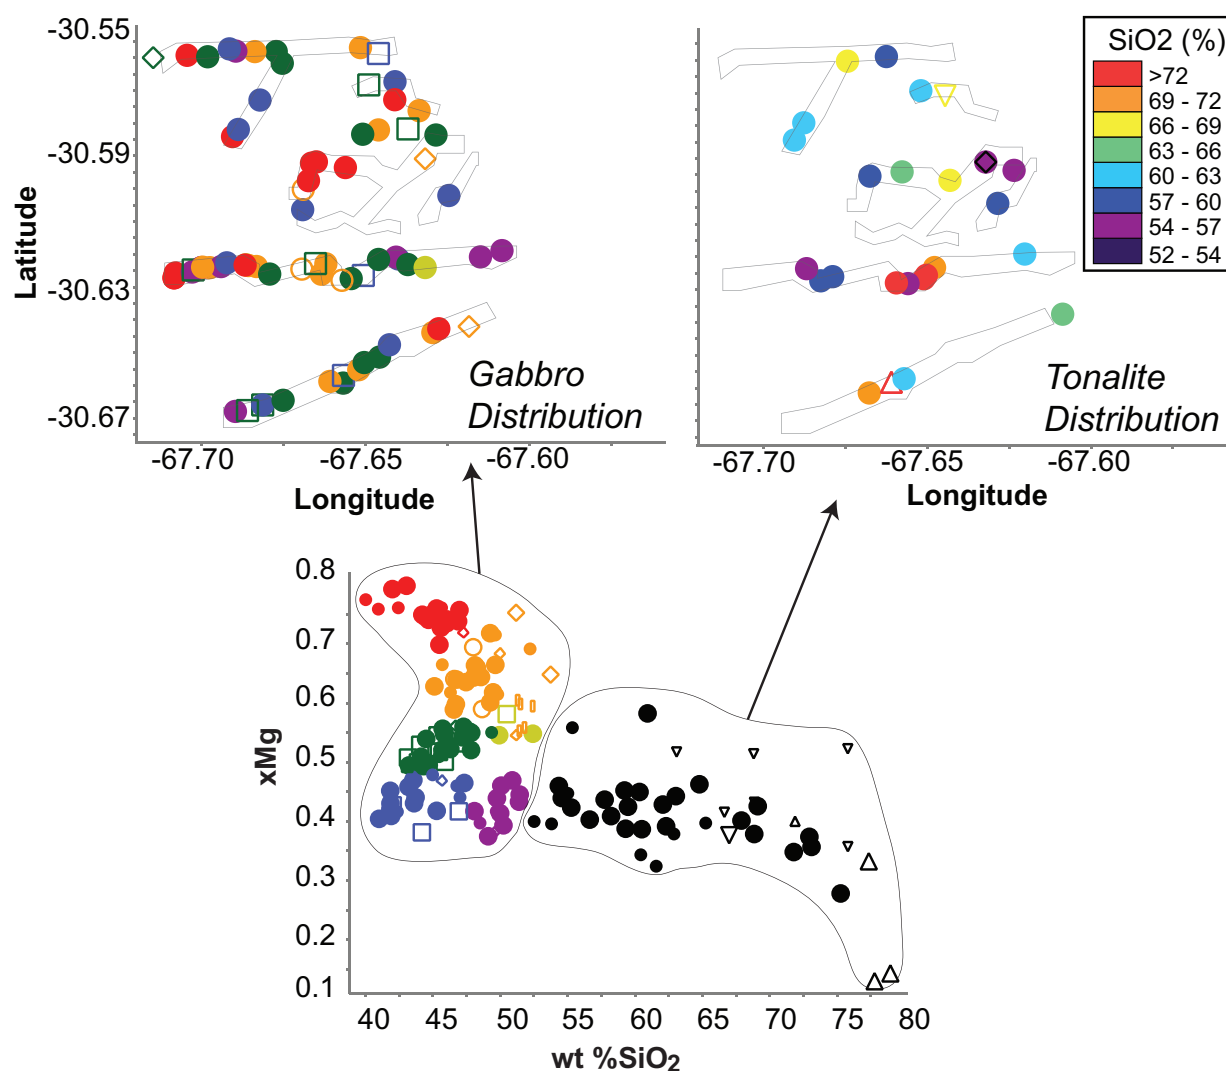 -30.55
-30.59
-30.63
-30.67
Latitude
Gabbro
Distribution
-67.70
-67.65
-67.60
Longitude
SiO2 (%)
>72
69 - 72
66 - 69
63 - 66
60 - 63
57 - 60
54 - 57
52 - 54
Tonalite
Distribution
-67.70
-67.65
-67.60
Longitude
0.8
0.7
0.6
0.5
0.4
0.3
0.2
0.1
xMg
40 45 50 55 60 65 70 75 80
wt %SiO₂